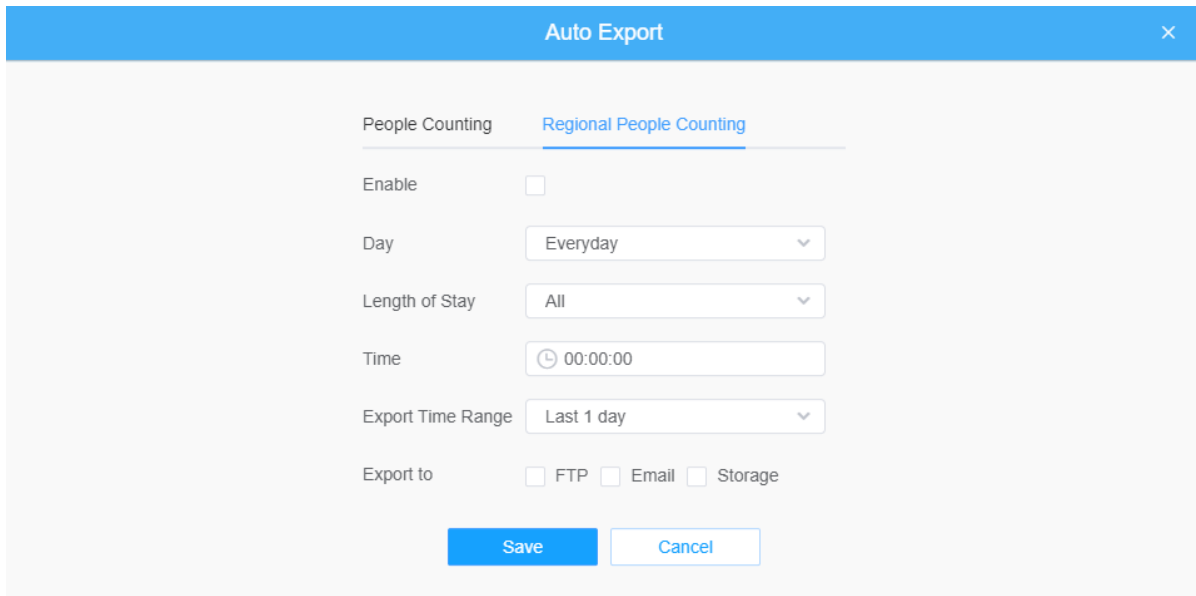 Auto Export
People Counting Regional People Counting
Enable
Day Everyday
Length of Stay All
Time 00:00:00
Export Time Range Last 1 day
Export to FTP Email Storage
Save Cancel